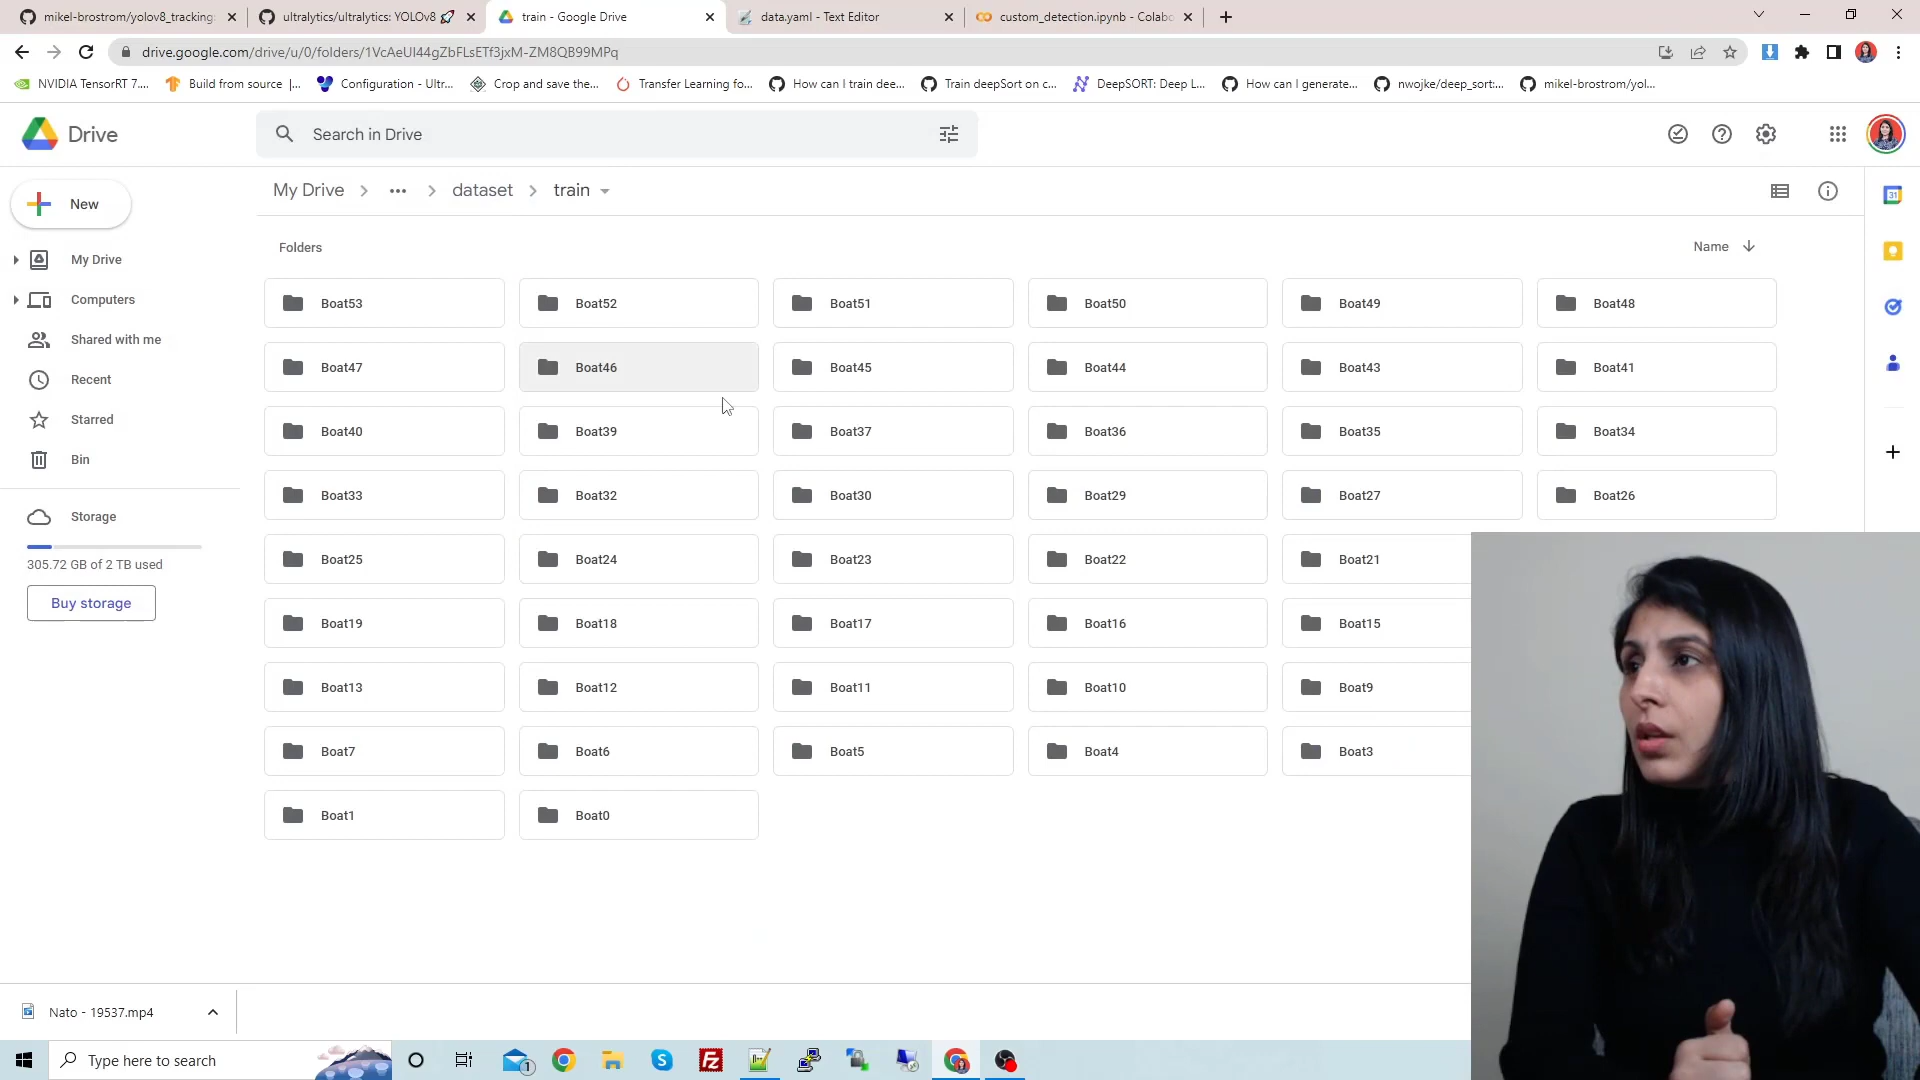 mikel-brostrom/yolov8_tracking:
ultralytics/ultralytics: YOLOv8
train - Google Drive
data.yaml - Text Editor
custom_detection.ipynb - Colabo
drive.google.com/drive/u/0/folders/1VcAeUI44gZbFLsETf3jxM-ZM8QB99MPq
NVIDIA TensorRT 7....
Build from source |...
Configuration - Ultr...
Crop and save the...
Transfer Learning fo...
How can I train dee...
Train deepSort on c...
DeepSORT: Deep L...
How can I generate...
nwojke/deep_sort:...
mikel-brostrom/yol...
Drive
Search in Drive
New
My Drive
Computers
Shared with me
Recent
Starred
Bin
Storage
305.72 GB of 2 TB used
Buy storage
My Drive > ... > dataset > train
Folders
Name
Boat53 Boat52 Boat51 Boat50 Boat49 Boat48
Boat47 Boat46 Boat45 Boat44 Boat43 Boat41
Boat40 Boat39 Boat37 Boat36 Boat35 Boat34
Boat33 Boat32 Boat30 Boat29 Boat27 Boat26
Boat25 Boat24 Boat23 Boat22 Boat21
Boat19 Boat18 Boat17 Boat16 Boat15
Boat13 Boat12 Boat11 Boat10 Boat9
Boat7 Boat6 Boat5 Boat4 Boat3
Boat1 Boat0
31
Nato - 19537.mp4
Type here to search
1